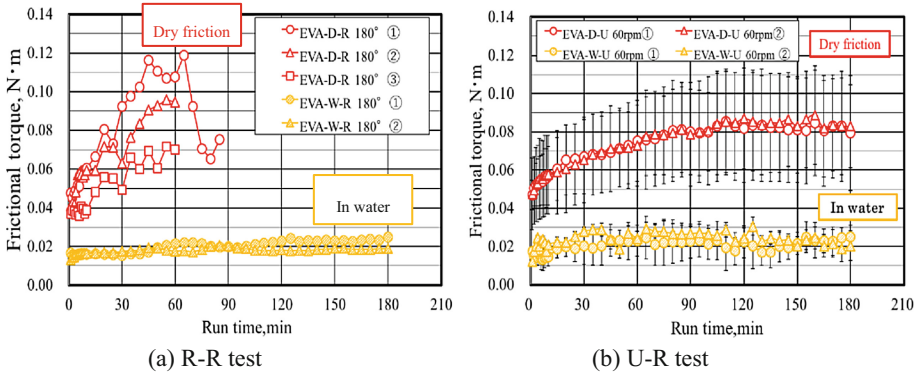 0.14
0.12
0.10
0.08
0.06
0.04
0.02
0.00
Frictional torque, N・m
Dry friction
EVA-D-R 180° ①
EVA-D-R 180° ②
EVA-D-R 180° ③
EVA-W-R 180° ①
EVA-W-R 180° ②
In water
0 30 60 90 120 150 180 210
Run time,min
(a) R-R test
0.14
0.12
0.10
0.08
0.06
0.04
0.02
0.00
Frictional torque, N・m
EVA-D-U 60rpm① EVA-D-U 60rpm②
EVA-W-U 60rpm ① EVA-W-U 60rpm②
Dry friction
In water
0 30 60 90 120 150 180 210
Run time,min
(b) U-R test